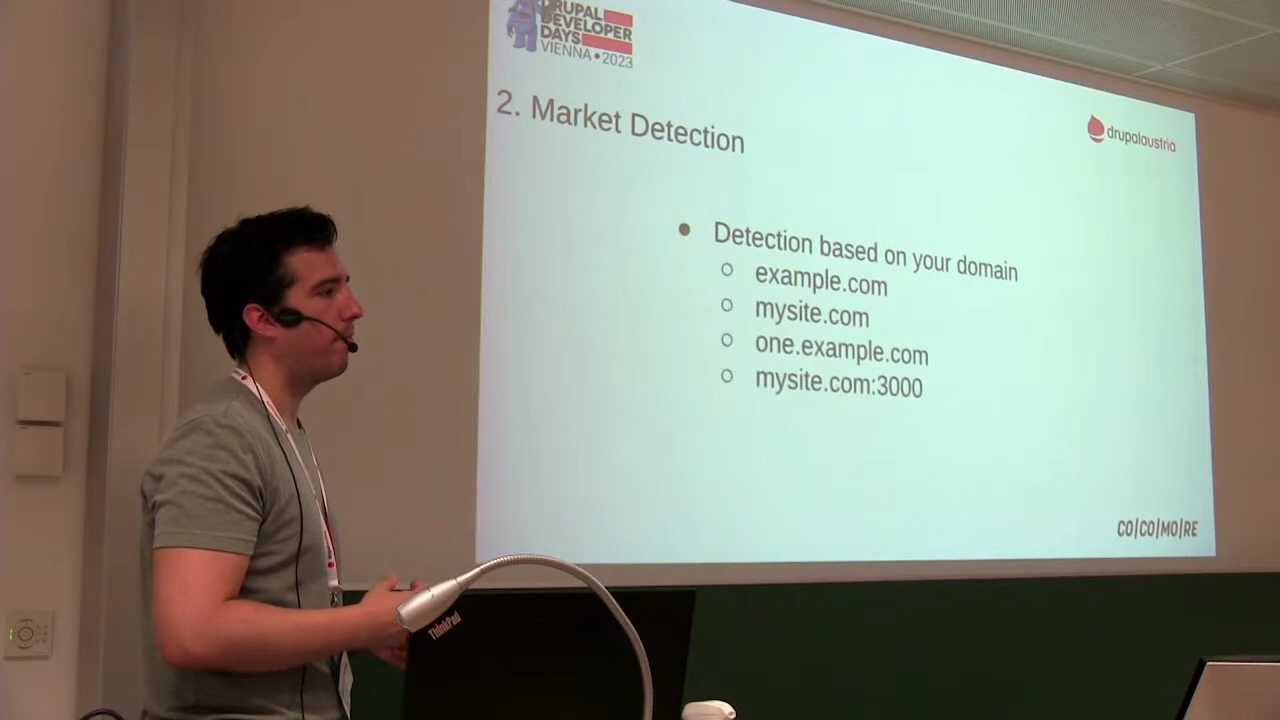 DRUPAL
DEVELOPER
DAYS
VIENNA • 2023
2. Market Detection
drupalaustria
● Detection based on your domain
○ example.com
○ mysite.com
○ one.example.com
○ mysite.com:3000
CO|CO|MO|RE
ThinkPad